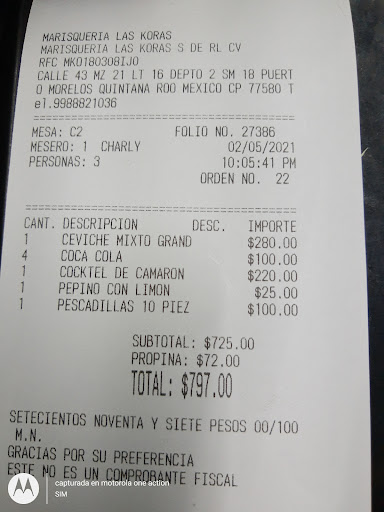 MARISQUERIA LAS KORAS
MARISQUERIA LAS KORAS S DE RL CV
RFC MKO180308IJ0
CALLE 43 MZ 21 LT 16 DEPTO 2 SM 18 PUERT
O MORELOS QUINTANA ROO MEXICO CP 77580 T
el.9988821036
MESA: C2 FOLIO NO. 27386
MESERO: 1 CHARLY 02/05/2021
PERSONAS: 3 10:05:41 PM
ORDEN NO. 22
CANT. DESCRIPCION DESC. IMPORTE
1 CEVICHE MIXTO GRAND $280.00
4 COCA COLA $100.00
1 COCKTEL DE CAMARON $220.00
1 PEPINO CON LIMON $25.00
1 PESCADILLAS 10 PIEZ $100.00
SUBTOTAL: $725.00
PROPINA: $72.00
TOTAL: $797.00
SETECIENTOS NOVENTA Y SIETE PESOS 00/100
M.N.
GRACIAS POR SU PREFERENCIA
ESTE NO ES UN COMPROBANTE FISCAL
capturada en motorola one action
SIM